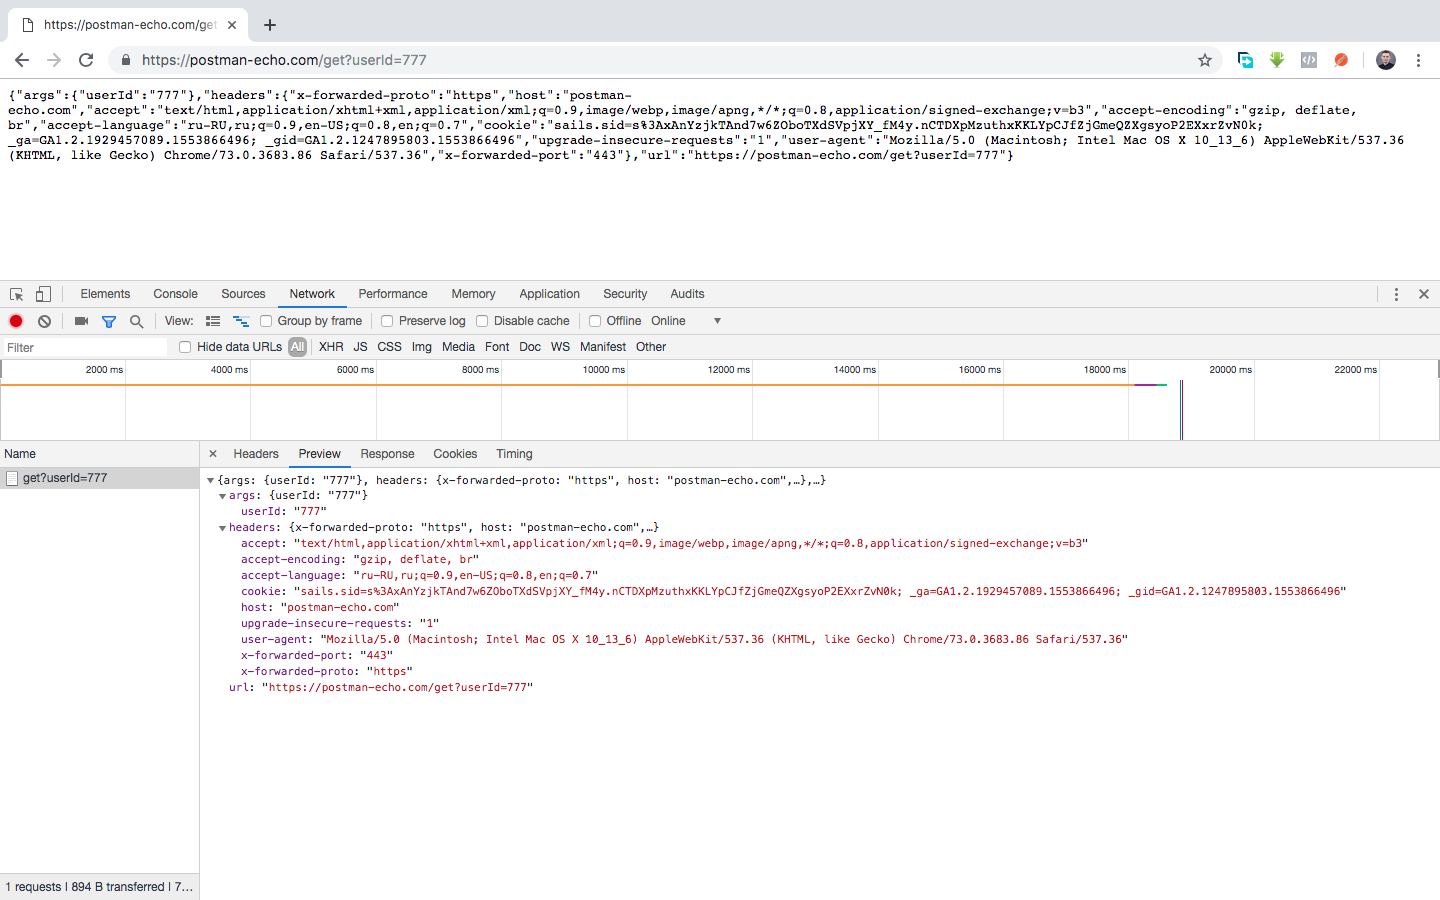 https://postman-echo.com/get
https://postman-echo.com/get?userId=777
{"args":{"userId":"777"},"headers":{"x-forwarded-proto":"https","host":"postman-
echo.com","accept":"text/html,application/xhtml+xml,application/xml;q=0.9,image/webp,image/apng,*/*;q=0.8,application/signed-exchange;v=b3","accept-encoding":"gzip, deflate,
br","accept-language":"ru-RU,ru;q=0.9,en-US;q=0.8,en;q=0.7","cookie":"sails.sid=s%3AxAnYzjkTAnd7w6ZOboTXdSVpjXY_fM4y.nCTDXpMzuthxKKLYpCJfZjGmeQZXgsyoP2EXxrZvN0k;
_ga=GA1.2.1929457089.1553866496; _gid=GA1.2.1247895803.1553866496","upgrade-insecure-requests":"1","user-agent":"Mozilla/5.0 (Macintosh; Intel Mac OS X 10_13_6) AppleWebKit/537.36
(KHTML, like Gecko) Chrome/73.0.3683.86 Safari/537.36","x-forwarded-port":"443"},"url":"https://postman-echo.com/get?userId=777"}
Elements Console Sources Network Performance Memory Application Security Audits
View: Group by frame Preserve log Disable cache Offline Online
Filter Hide data URLs All XHR JS CSS Img Media Font Doc WS Manifest Other
2000 ms 4000 ms 6000 ms 8000 ms 10000 ms 12000 ms 14000 ms 16000 ms 18000 ms 20000 ms 22000 ms
Name Headers Preview Response Cookies Timing
get?userId=777
{args: {userId: "777"}, headers: {x-forwarded-proto: "https", host: "postman-echo.com",…},…}
args: {userId: "777"}
userId: "777"
headers: {x-forwarded-proto: "https", host: "postman-echo.com",…}
accept: "text/html,application/xhtml+xml,application/xml;q=0.9,image/webp,image/apng,*/*;q=0.8,application/signed-exchange;v=b3"
accept-encoding: "gzip, deflate, br"
accept-language: "ru-RU,ru;q=0.9,en-US;q=0.8,en;q=0.7"
cookie: "sails.sid=s%3AxAnYzjkTAnd7w6ZOboTXdSVpjXY_fM4y.nCTDXpMzuthxKKLYpCJfZjGmeQZXgsyoP2EXxrZvN0k; _ga=GA1.2.1929457089.1553866496; _gid=GA1.2.1247895803.1553866496"
host: "postman-echo.com"
upgrade-insecure-requests: "1"
user-agent: "Mozilla/5.0 (Macintosh; Intel Mac OS X 10_13_6) AppleWebKit/537.36 (KHTML, like Gecko) Chrome/73.0.3683.86 Safari/537.36"
x-forwarded-port: "443"
x-forwarded-proto: "https"
url: "https://postman-echo.com/get?userId=777"
1 requests | 894 B transferred | 7…